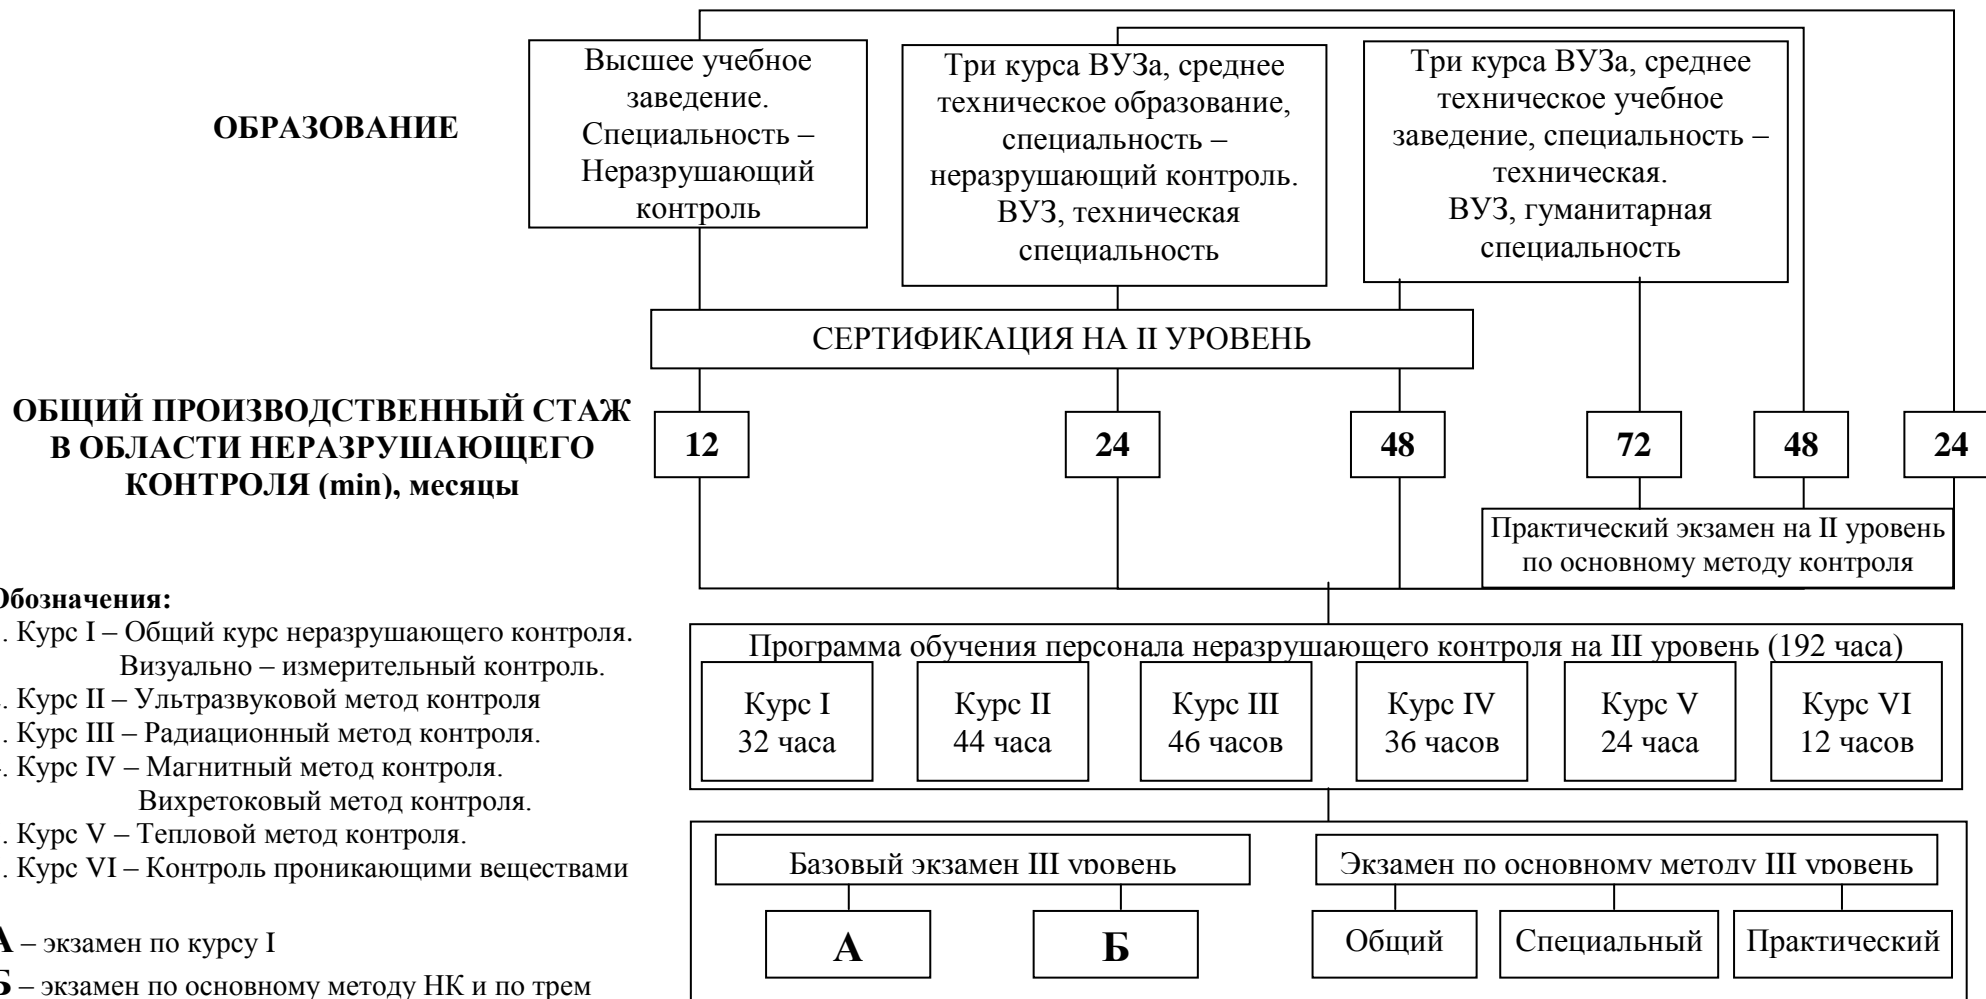 ОБРАЗОВАНИЕ
Высшее учебное
заведение.
Специальность –
Неразрушающий
контроль
Три курса ВУЗа, среднее
техническое образование,
специальность –
неразрушающий контроль.
ВУЗ, техническая
специальность
Три курса ВУЗа, среднее
техническое учебное
заведение, специальность –
техническая.
ВУЗ, гуманитарная
специальность
СЕРТИФИКАЦИЯ НА II УРОВЕНЬ
ОБЩИЙ ПРОИЗВОДСТВЕННЫЙ СТАЖ
В ОБЛАСТИ НЕРАЗРУШАЮЩЕГО
КОНТРОЛЯ (min), месяцы
12
24
48
72
48
24
Практический экзамен на II уровень
по основному методу контроля
Обозначения:
. Курс I – Общий курс неразрушающего контроля.
Визуально – измерительный контроль.
. Курс II – Ультразвуковой метод контроля
. Курс III – Радиационный метод контроля.
. Курс IV – Магнитный метод контроля.
Вихретоковый метод контроля.
. Курс V – Тепловой метод контроля.
. Курс VI – Контроль проникающими веществами
А – экзамен по курсу I
Б – экзамен по основному методу НК и по трем
Программа обучения персонала неразрушающего контроля на III уровень (192 часа)
Курс I
32 часа
Курс II
44 часа
Курс III
46 часов
Курс IV
36 часов
Курс V
24 часа
Курс VI
12 часов
Базовый экзамен III уровень
Экзамен по основному методу III уровень
А
Б
Общий
Специальный
Практический